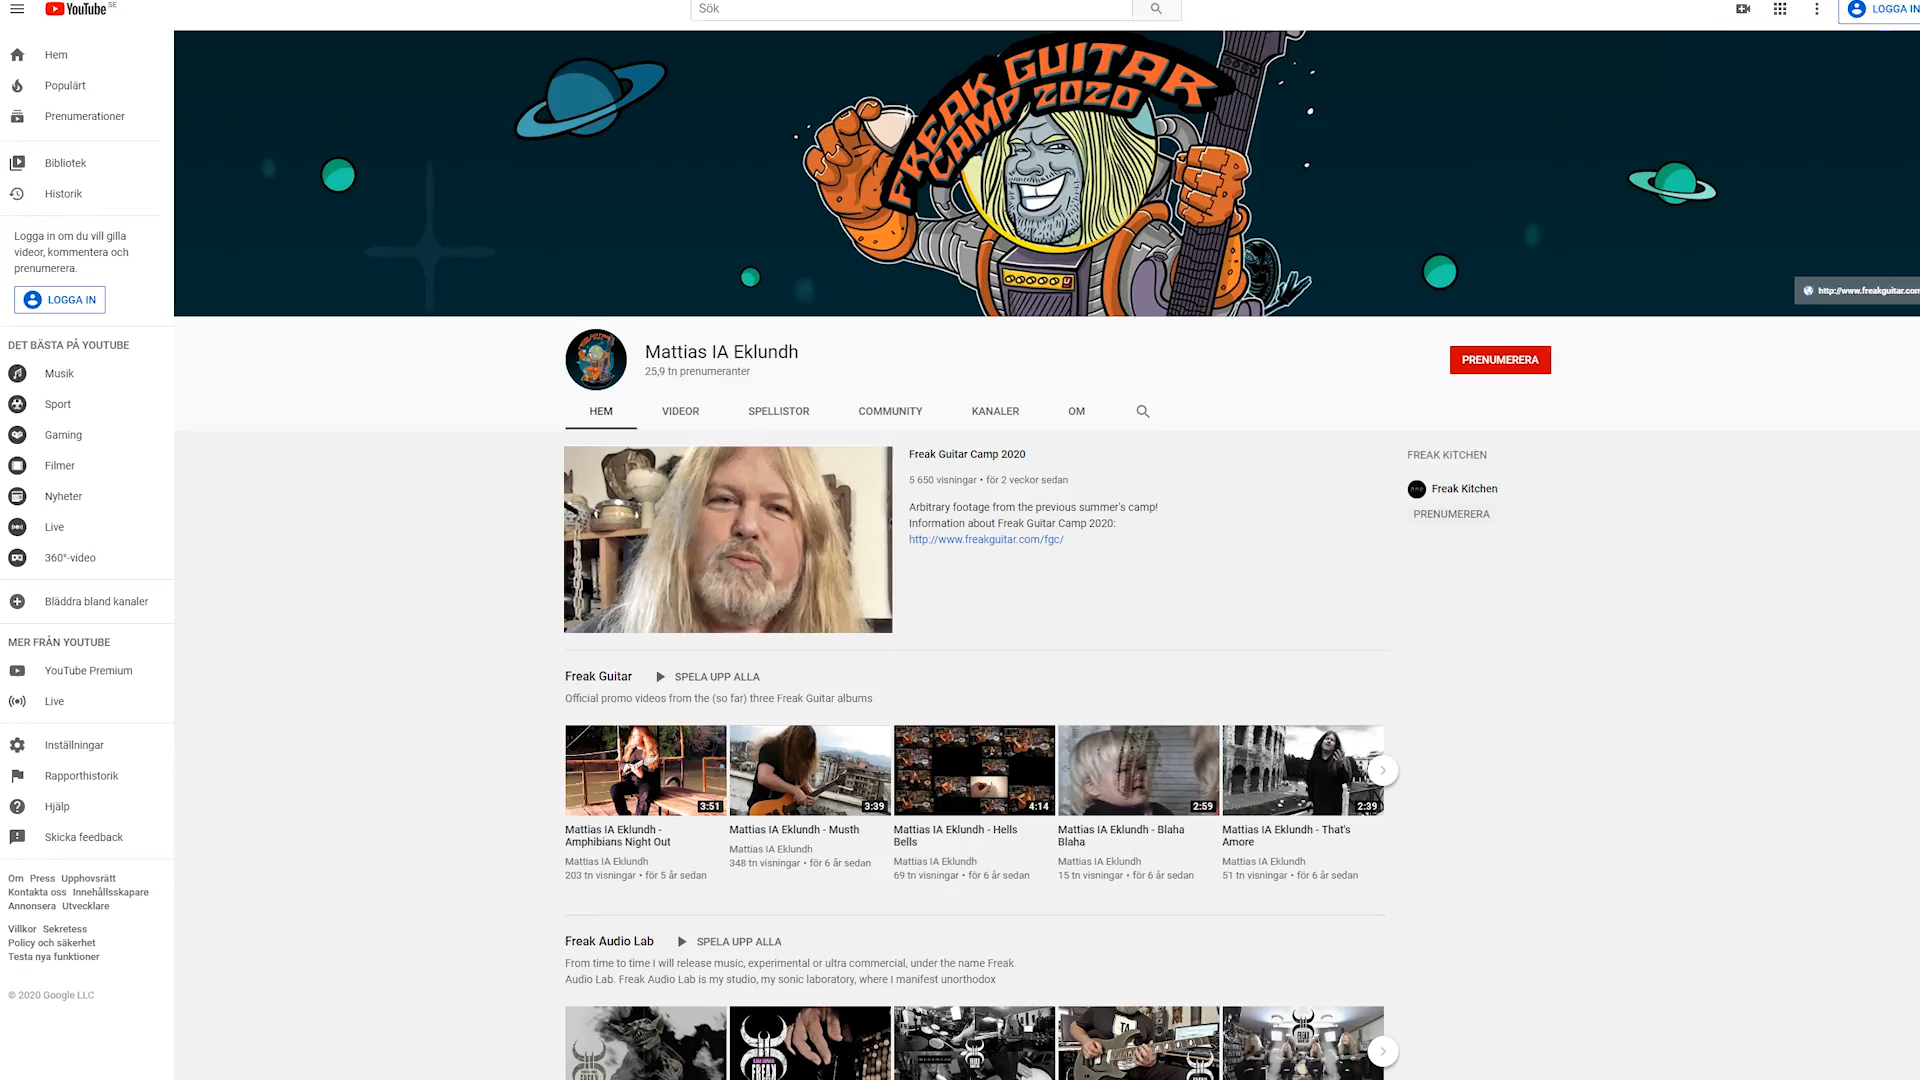 YouTube SE
Sök
LOGGA IN
Hem
Populärt
Prenumerationer
Bibliotek
Historik
Logga in om du vill gilla
videor, kommentera och
prenumerera.
LOGGA IN
DET BÄSTA PÅ YOUTUBE
Musik
Sport
Gaming
Filmer
Nyheter
Live
360°-video
Bläddra bland kanaler
MER FRÅN YOUTUBE
YouTube Premium
Live
Inställningar
Rapporthistorik
Hjälp
Skicka feedback
Om Press Upphovsrätt
Kontakta oss Innehållsskapare
Annonsera Utvecklare
Villkor Sekretess
Policy och säkerhet
Testa nya funktioner
© 2020 Google LLC
FREAK GUITAR
CAMP 2020
http://www.freakguitar.com
Mattias IA Eklundh
25,9 tn prenumeranter
PRENUMERERA
HEM VIDEOR SPELLISTOR COMMUNITY KANALER OM
Freak Guitar Camp 2020
5 650 visningar • för 2 veckor sedan
Arbitrary footage from the previous summer's camp!
Information about Freak Guitar Camp 2020:
http://www.freakguitar.com/fgc/
FREAK KITCHEN
Freak Kitchen
PRENUMERERA
Freak Guitar SPELA UPP ALLA
Official promo videos from the (so far) three Freak Guitar albums
3:51
Mattias IA Eklundh -
Amphibians Night Out
Mattias IA Eklundh
203 tn visningar • för 5 år sedan
3:39
Mattias IA Eklundh - Musth
Mattias IA Eklundh
348 tn visningar • för 6 år sedan
4:14
Mattias IA Eklundh - Hells
Bells
Mattias IA Eklundh
69 tn visningar • för 6 år sedan
2:59
Mattias IA Eklundh - Blaha
Blaha
Mattias IA Eklundh
15 tn visningar • för 6 år sedan
2:39
Mattias IA Eklundh - That's
Amore
Mattias IA Eklundh
51 tn visningar • för 6 år sedan
Freak Audio Lab SPELA UPP ALLA
From time to time I will release music, experimental or ultra commercial, under the name Freak
Audio Lab. Freak Audio Lab is my studio, my sonic laboratory, where I manifest unorthodox
FREAK
FREAK